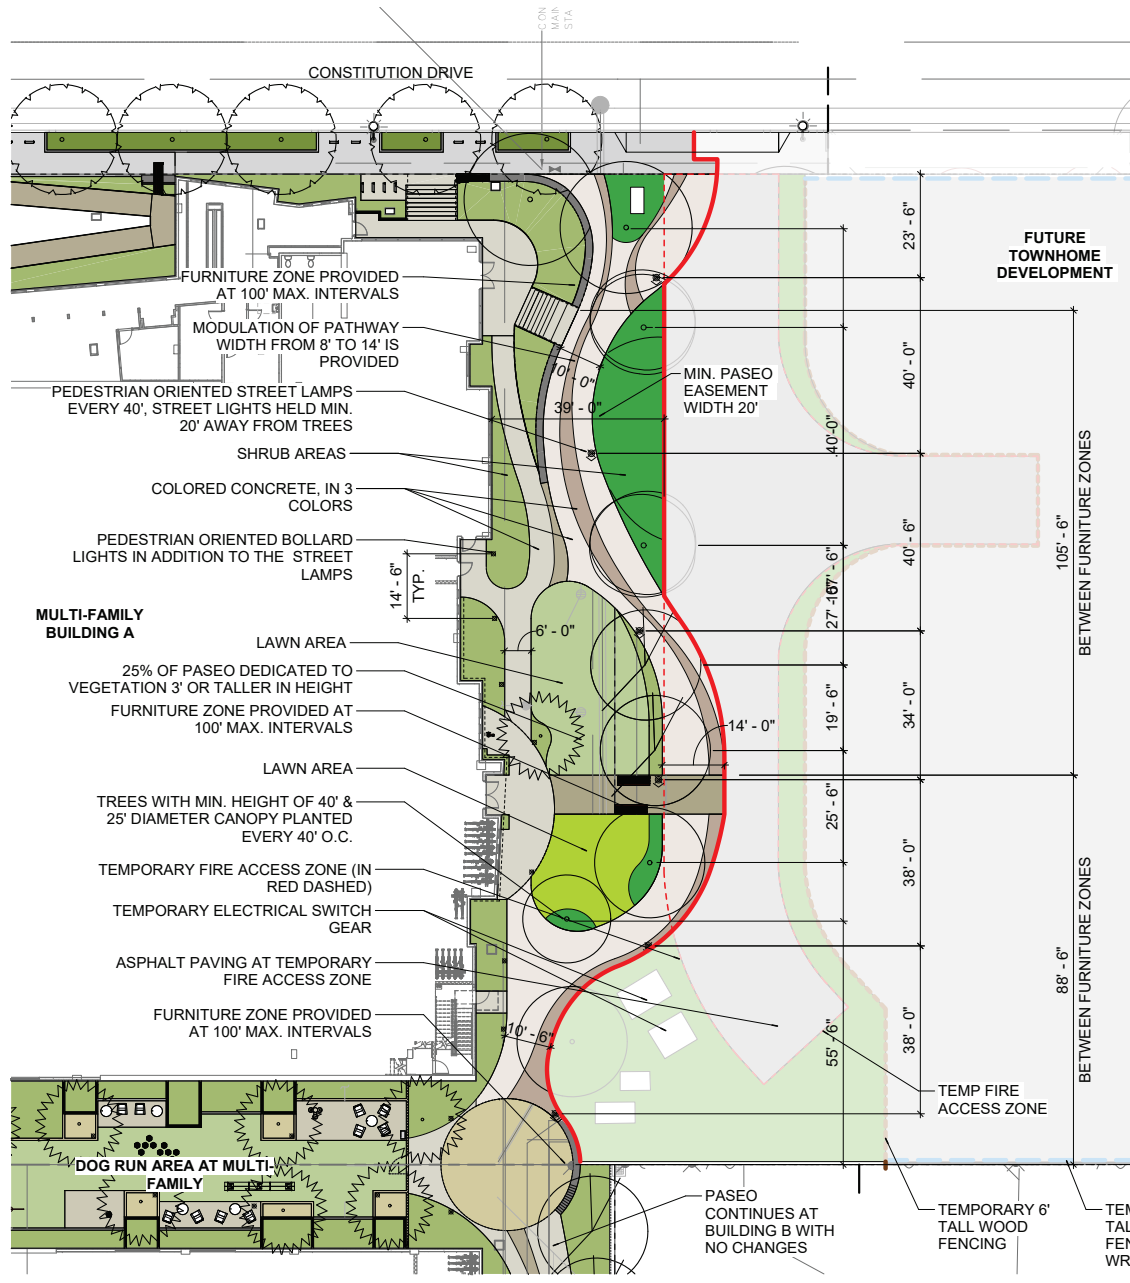 CON
MAIN
STA
CONSTITUTION DRIVE
FUTURE
TOWNHOME
DEVELOPMENT
23' - 6"
FURNITURE ZONE PROVIDED
AT 100' MAX. INTERVALS
MODULATION OF PATHWAY
WIDTH FROM 8' TO 14' IS
PROVIDED
10' - 0"
MIN. PASEO
EASEMENT
WIDTH 20'
40' - 0"
PEDESTRIAN ORIENTED STREET LAMPS
EVERY 40', STREET LIGHTS HELD MIN.
20' AWAY FROM TREES
39' - 0"
40'-0"
SHRUB AREAS
COLORED CONCRETE, IN 3
COLORS
105' - 6"
BETWEEN FURNITURE ZONES
PEDESTRIAN ORIENTED BOLLARD
LIGHTS IN ADDITION TO THE STREET
LAMPS
40' - 6"
14' - 6"
TYP.
27' - 6"
MULTI-FAMILY
BUILDING A
6' - 0"
LAWN AREA
25% OF PASEO DEDICATED TO
VEGETATION 3' OR TALLER IN HEIGHT
19' - 6"
34' - 0"
FURNITURE ZONE PROVIDED AT
100' MAX. INTERVALS
14' - 0"
LAWN AREA
TREES WITH MIN. HEIGHT OF 40' &
25' DIAMETER CANOPY PLANTED
EVERY 40' O.C.
25' - 6"
38' - 0"
TEMPORARY FIRE ACCESS ZONE (IN
RED DASHED)
TEMPORARY ELECTRICAL SWITCH
GEAR
88' - 6"
BETWEEN FURNITURE ZONES
ASPHALT PAVING AT TEMPORARY
FIRE ACCESS ZONE
FURNITURE ZONE PROVIDED
AT 100' MAX. INTERVALS
10' - 6"
55' - 6"
38' - 0"
TEMP FIRE
ACCESS ZONE
DOG RUN AREA AT MULTI-
FAMILY
PASEO
CONTINUES AT
BUILDING B WITH
NO CHANGES
TEMPORARY 6'
TALL WOOD
FENCING
TEM
TAL
FEN
WR